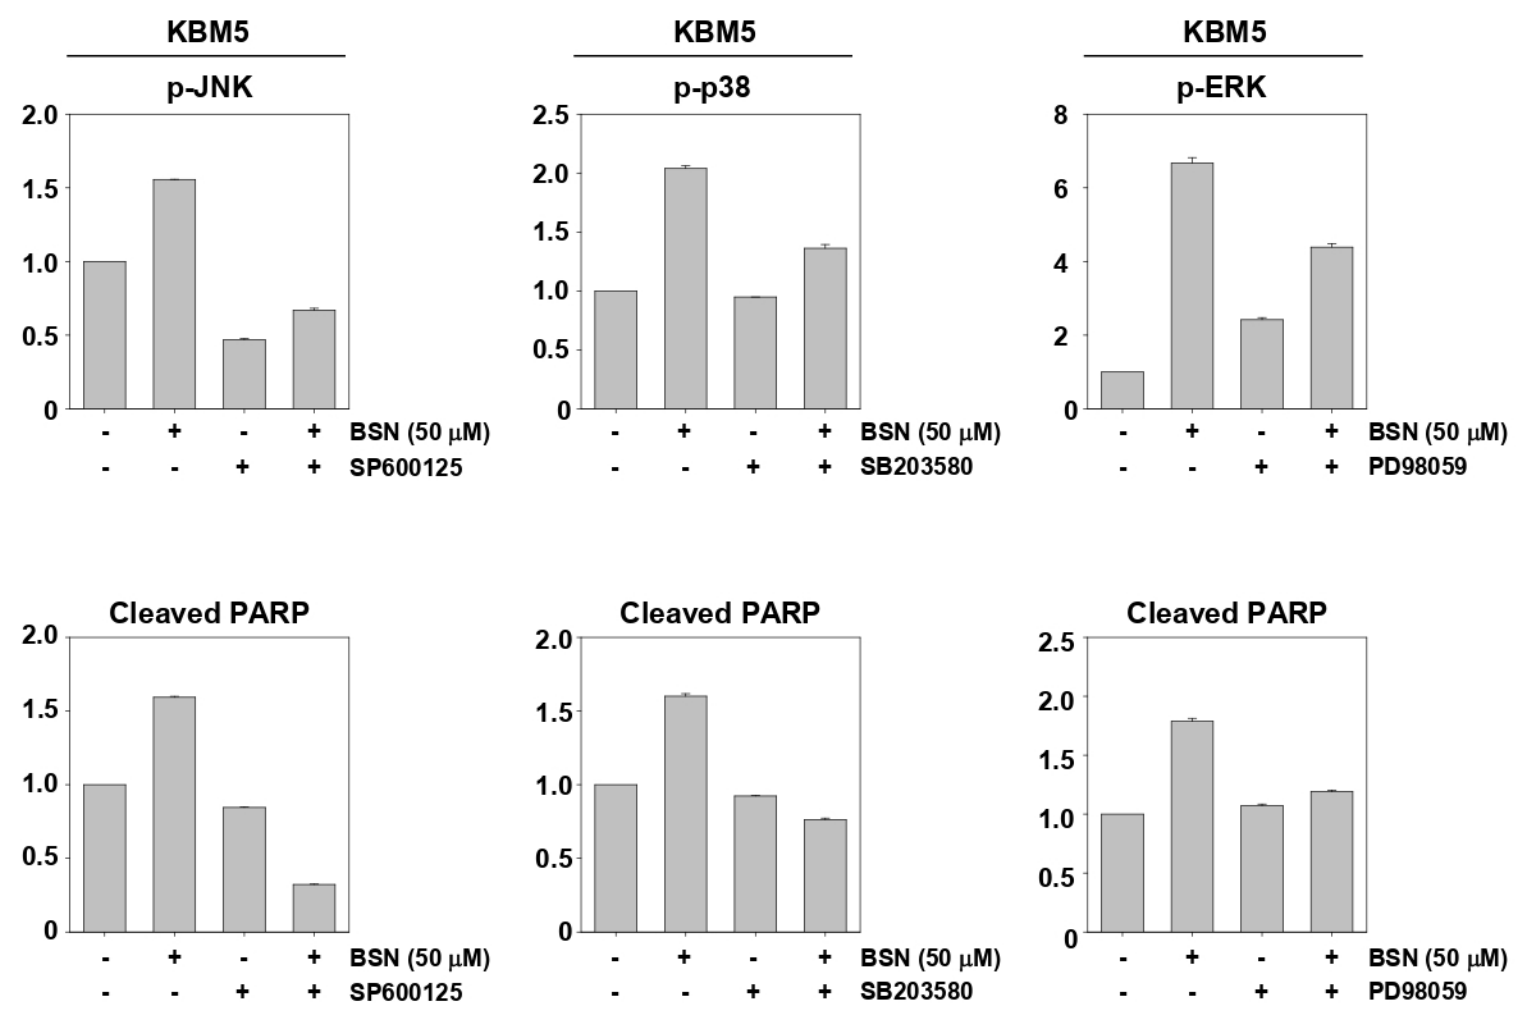 KBM5 KBM5 KBM5
p-JNK p-p38 p-ERK
2.0 2.5 8
1.5 2.0 6
1.0 1.5 4
0.5 1.0 2
0 0.5 0
0
- + - + BSN (50 μM) - + - + BSN (50 μM) - + - + BSN (50 μM)
- - + + SP600125 - - + + SB203580 - - + + PD98059
Cleaved PARP Cleaved PARP Cleaved PARP
2.0 2.0 2.5
1.5 1.5 2.0
1.0 1.0 1.5
0.5 0.5 1.0
0 0 0.5
0
- + - + BSN (50 μM) - + - + BSN (50 μM) - + - + BSN (50 μM)
- - + + SP600125 - - + + SB203580 - - + + PD98059